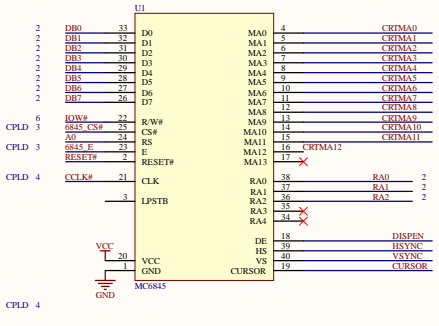 U1
2 DB0 33 D0 MA0 4 CRTMA0
2 DB1 32 D1 MA1 5 CRTMA1
2 DB2 31 D2 MA2 6 CRTMA2
2 DB3 30 D3 MA3 7 CRTMA3
2 DB4 29 D4 MA4 8 CRTMA4
2 DB5 28 D5 MA5 9 CRTMA5
2 DB6 27 D6 MA6 10 CRTMA6
2 DB7 26 D7 MA7 11 CRTMA7
MA8 12 CRTMA8
6 IOW# 22 R/W# MA9 13 CRTMA9
CPLD 3 6845_CS# 25 CS# MA10 14 CRTMA10
A0 24 RS MA11 15 CRTMA11
CPLD 3 6845_E 23 E MA12 16 CRTMA12
RESET# 2 RESET# MA13 17
CPLD 4 CCLK# 21 CLK RA0 38 RA0 2
RA1 37 RA1 2
3 LPSTB RA2 36 RA2 2
RA3 35
RA4 34
DE 18 DISPEN
VCC HS 39 HSYNC
20 VCC VS 40 VSYNC
1 GND CURSOR 19 CURSOR
GND MC6845
CPLD 4